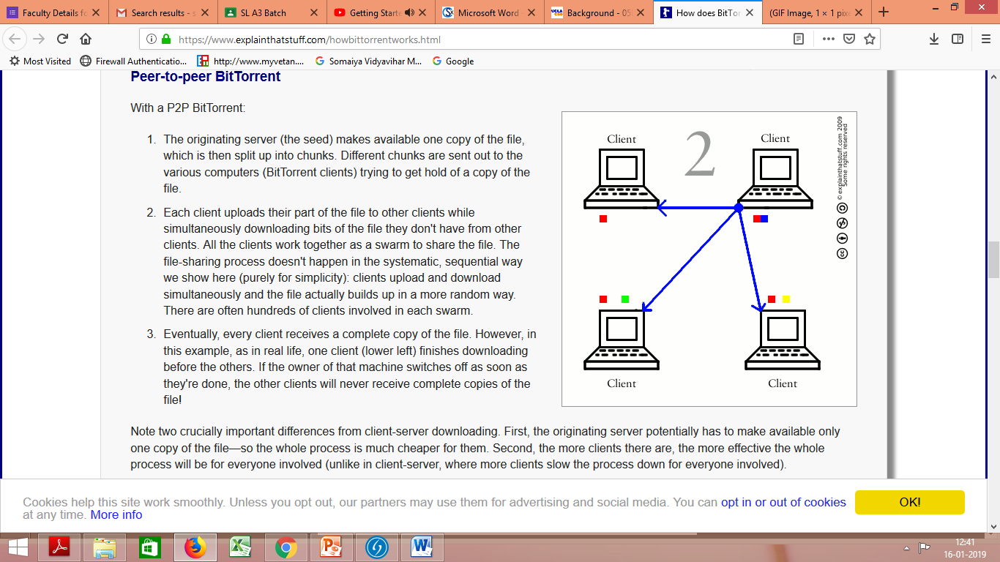 Faculty Details fo
Search results - s
SL A3 Batch
Getting Starte
Microsoft Word
Background - 05
How does BitTor
(GIF Image, 1 × 1 pixe
https://www.explainthatstuff.com/howbittorrentworks.html
Most Visited
Firewall Authenticatio...
http://www.myvetan....
Somaiya Vidyavihar M...
Google
Peer-to-peer BitTorrent
With a P2P BitTorrent:
1. The originating server (the seed) makes available one copy of the file,
which is then split up into chunks. Different chunks are sent out to the
various computers (BitTorrent clients) trying to get hold of a copy of the
file.
2. Each client uploads their part of the file to other clients while
simultaneously downloading bits of the file they don't have from other
clients. All the clients work together as a swarm to share the file. The
file-sharing process doesn't happen in the systematic, sequential way
we show here (purely for simplicity): clients upload and download
simultaneously and the file actually builds up in a more random way.
There are often hundreds of clients involved in each swarm.
3. Eventually, every client receives a complete copy of the file. However, in
this example, as in real life, one client (lower left) finishes downloading
before the others. If the owner of that machine switches off as soon as
they're done, the other clients will never receive complete copies of the
file!
Client
2
Client
© explainthatstuff.com 2009
Some rights reserved
cc
Client
Client
Note two crucially important differences from client-server downloading. First, the originating server potentially has to make available only
one copy of the file—so the whole process is much cheaper for them. Second, the more clients there are, the more effective the whole
process will be for everyone involved (unlike in client-server, where more clients slow the process down for everyone involved).
Cookies help this site work smoothly. Unless you opt out, our partners may use them for advertising and social media. You can opt in or out of cookies
at any time. More info
OK!
12:41
16-01-2019